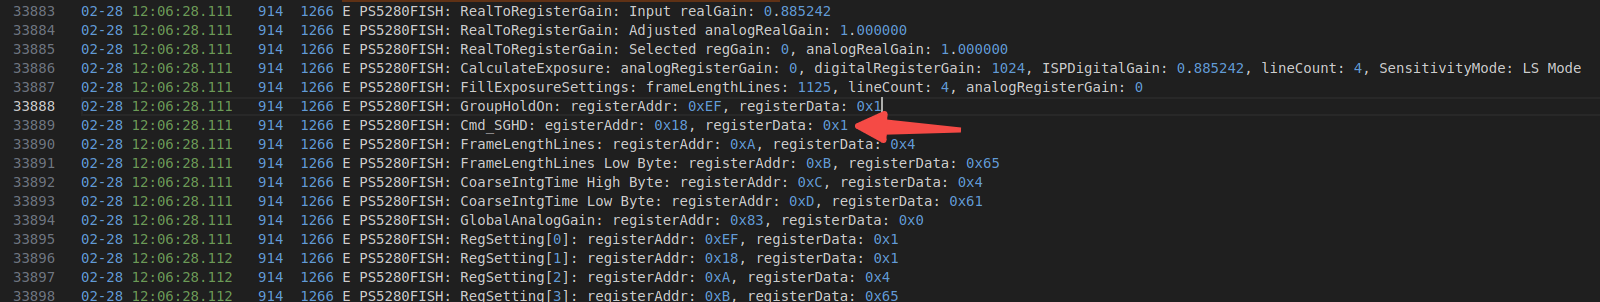 33883 02-28 12:06:28.111 914 1266 E PS5280FISH: RealToRegisterGain: Input realGain: 0.885242
33884 02-28 12:06:28.111 914 1266 E PS5280FISH: RealToRegisterGain: Adjusted analogRealGain: 1.000000
33885 02-28 12:06:28.111 914 1266 E PS5280FISH: RealToRegisterGain: Selected regGain: 0, analogRealGain: 1.000000
33886 02-28 12:06:28.111 914 1266 E PS5280FISH: CalculateExposure: analogRegisterGain: 0, digitalRegisterGain: 1024, ISPDigitalGain: 0.885242, lineCount: 4, SensitivityMode: LS Mode
33887 02-28 12:06:28.111 914 1266 E PS5280FISH: FillExposureSettings: frameLengthLines: 1125, lineCount: 4, analogRegisterGain: 0
33888 02-28 12:06:28.111 914 1266 E PS5280FISH: GroupHoldOn: registerAddr: 0xEF, registerData: 0x1
33889 02-28 12:06:28.111 914 1266 E PS5280FISH: Cmd_SGHD: egisterAddr: 0x18, registerData: 0x1
33890 02-28 12:06:28.111 914 1266 E PS5280FISH: FrameLengthLines: registerAddr: 0xA, registerData: 0x4
33891 02-28 12:06:28.111 914 1266 E PS5280FISH: FrameLengthLines Low Byte: registerAddr: 0xB, registerData: 0x65
33892 02-28 12:06:28.111 914 1266 E PS5280FISH: CoarseIntgTime High Byte: registerAddr: 0xC, registerData: 0x4
33893 02-28 12:06:28.111 914 1266 E PS5280FISH: CoarseIntgTime Low Byte: registerAddr: 0xD, registerData: 0x61
33894 02-28 12:06:28.111 914 1266 E PS5280FISH: GlobalAnalogGain: registerAddr: 0x83, registerData: 0x0
33895 02-28 12:06:28.111 914 1266 E PS5280FISH: RegSetting[0]: registerAddr: 0xEF, registerData: 0x1
33896 02-28 12:06:28.112 914 1266 E PS5280FISH: RegSetting[1]: registerAddr: 0x18, registerData: 0x1
33897 02-28 12:06:28.112 914 1266 E PS5280FISH: RegSetting[2]: registerAddr: 0xA, registerData: 0x4
33898 02-28 12:06:28.112 914 1266 E PS5280FISH: RegSetting[3]: registerAddr: 0xB, registerData: 0x65